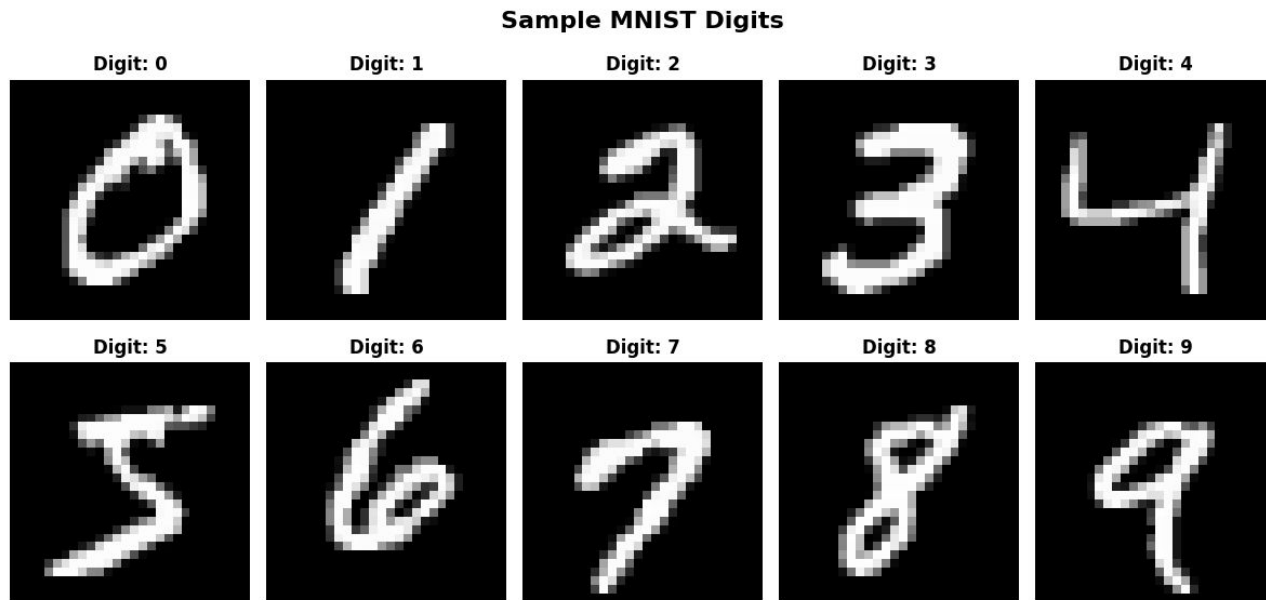 Sample MNIST Digits
Digit: 0 Digit: 1 Digit: 2 Digit: 3 Digit: 4
0 1 2 3 4
Digit: 5 Digit: 6 Digit: 7 Digit: 8 Digit: 9
5 6 7 8 9